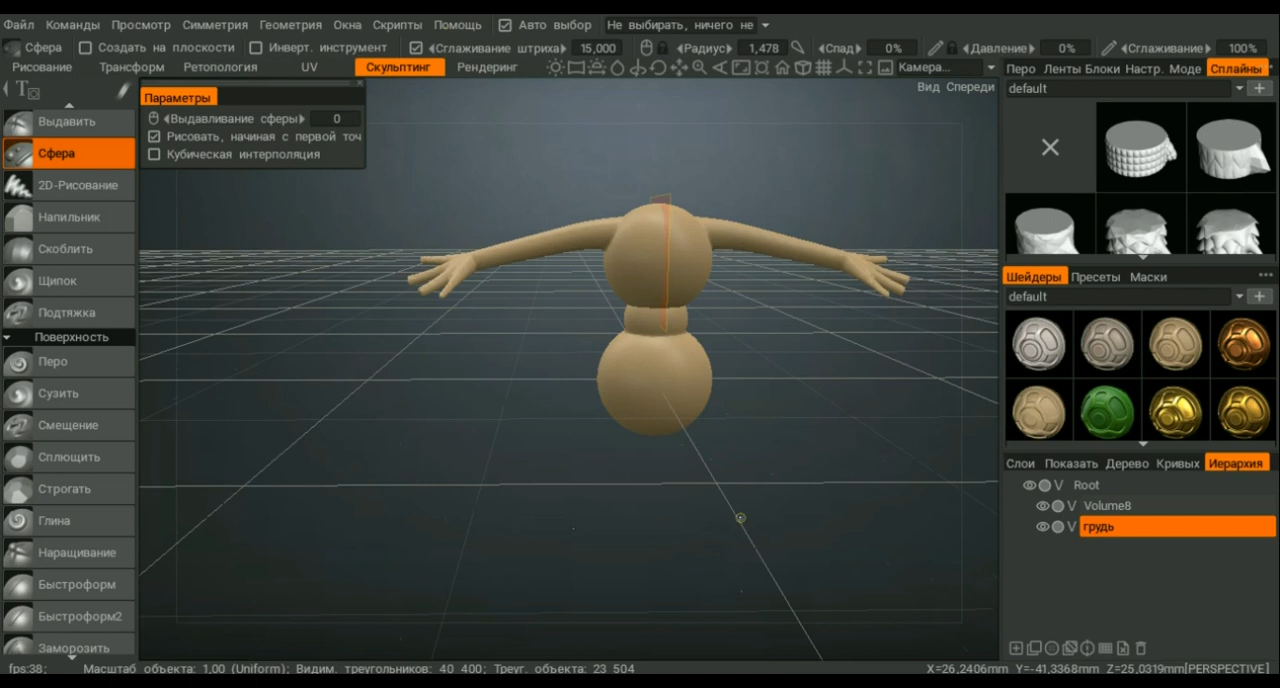 Файл Команды Просмотр Симметрия Геометрия Окна Скрипты Помощь Авто выбор Не выбирать, ничего не
Сфера Создать на плоскости Инверт. инструмент Сглаживание штриха 15,000 Радиус 1,478 Спад 0% Давление 0% Сглаживание 100%
Рисование Трансформ Ретопология UV Скульптинг Рендеринг Камера...
Вид Спереди
Параметры
Выдавливание сферы 0
Рисовать, начиная с первой точ
Кубическая интерполяция
Выдавить
Сфера
2D-Рисование
Напильник
Скоблить
Щипок
Подтяжка
Поверхность
Перо
Сузить
Смещение
Сплющить
Строгать
Глина
Наращивание
Быстроформ
Быстроформ2
Заморозить
Перо Ленты Блоки Настр. Моде Сплайны
default
Шейдеры Пресеты Маски
default
Слои Показать Дерево Кривых Иерархия
V Root
V Volume8
V грудь
fps:38; Масштаб объекта: 1,00 (Uniform); Видим. треугольников: 40 400; Треуг. объекта: 23 504 X=26,2406mm Y=-41,3368mm Z=25,0319mm[PERSPECTIVE]